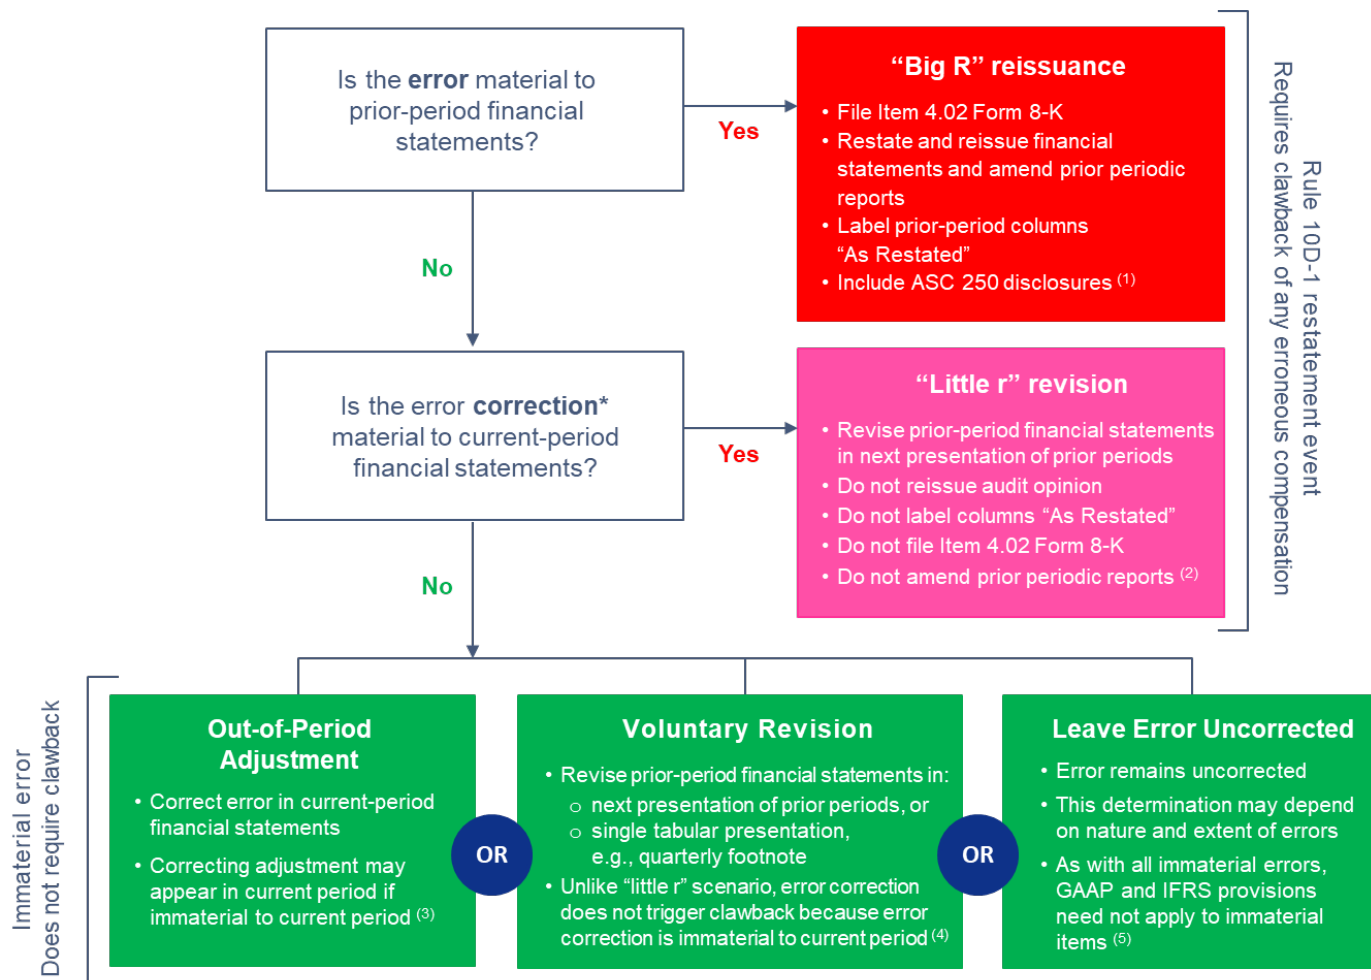 Is the error material to
prior-period financial
statements?
Yes
“Big R” reissuance
• File Item 4.02 Form 8-K
• Restate and reissue financial
statements and amend prior periodic
reports
• Label prior-period columns
“As Restated”
• Include ASC 250 disclosures (1)
Rule 10D-1 restatement event
Requires clawback of any erroneous compensation
No
Is the error correction*
material to current-period
financial statements?
Yes
“Little r” revision
• Revise prior-period financial statements
in next presentation of prior periods
• Do not reissue audit opinion
• Do not label columns “As Restated”
• Do not file Item 4.02 Form 8-K
• Do not amend prior periodic reports (2)
No
Immaterial error
Does not require clawback
Out-of-Period
Adjustment
• Correct error in current-period
financial statements
• Correcting adjustment may
appear in current period if
immaterial to current period (3)
OR
Voluntary Revision
• Revise prior-period financial statements in:
o next presentation of prior periods, or
o single tabular presentation,
e.g., quarterly footnote
• Unlike “little r” scenario, error correction
does not trigger clawback because error
correction is immaterial to current period (4)
OR
Leave Error Uncorrected
• Error remains uncorrected
• This determination may depend
on nature and extent of errors
• As with all immaterial errors,
GAAP and IFRS provisions
need not apply to immaterial
items (5)